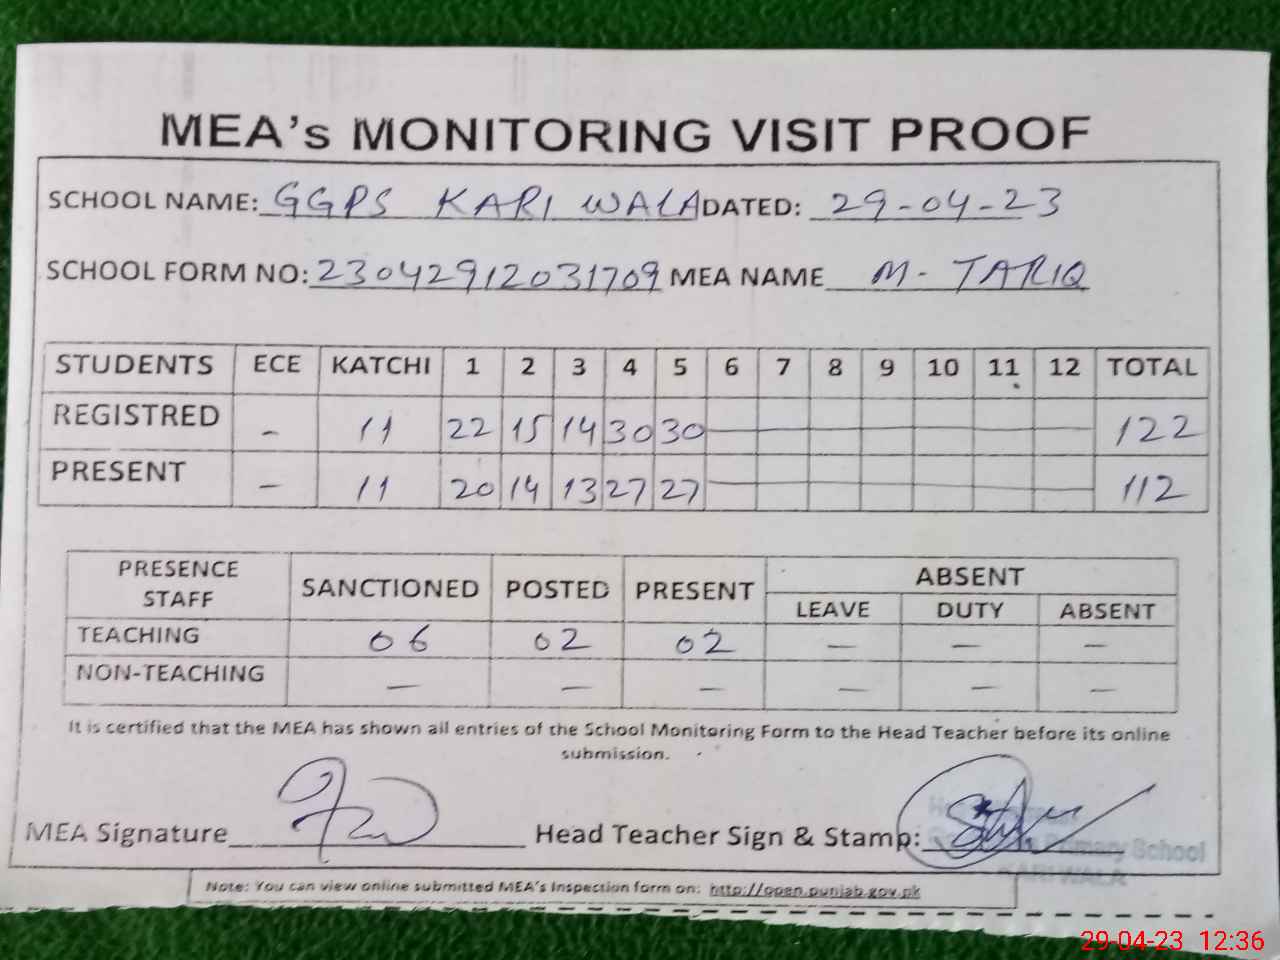 MEA's MONITORING VISIT PROOF
SCHOOL NAME: GGPS KARI WALA DATED: 29-04-23
SCHOOL FORM NO: 23042912031709 MEA NAME M- TARIQ
STUDENTS ECE KATCHI 1 2 3 4 5 6 7 8 9 10 11 12 TOTAL
REGISTRED - 11 22 15 14 30 30 122
PRESENT - 11 20 14 13 27 27 112
PRESENCE STAFF SANCTIONED POSTED PRESENT ABSENT
LEAVE DUTY ABSENT
TEACHING 06 02 02 - - -
NON-TEACHING - - - - - -
It is certified that the MEA has shown all entries of the School Monitoring Form to the Head Teacher before its online
submission.
MEA Signature Head Teacher Sign & Stamp:
Primary School
KARI WALA
Note: You can view online submitted MEA's Inspection form on: http://open.punjab.gov.pk
29-04-23 12:36